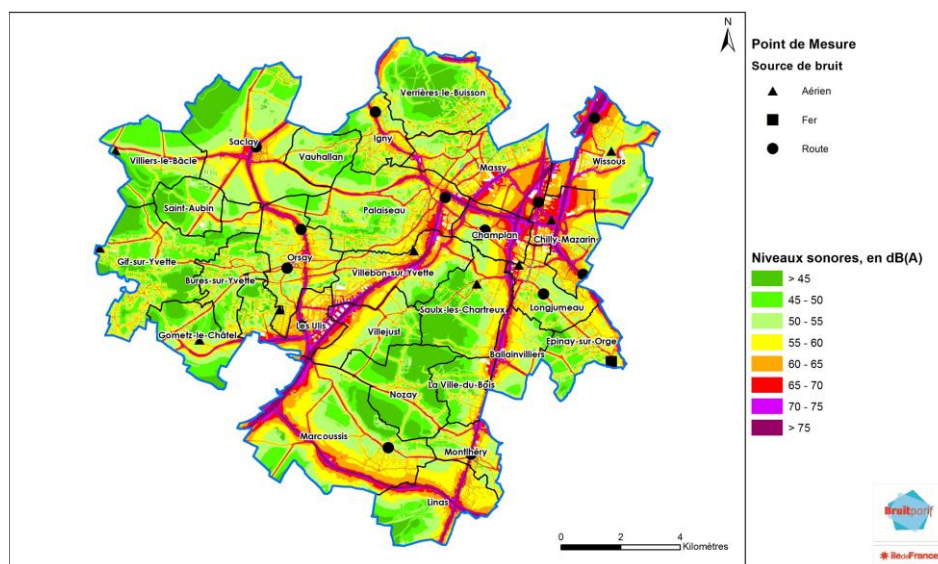 N
Verrières-le-Buisson
Igny
Saclay
Vauhallan
Massy
Wissous
Villiers-le-Bâcle
Saint-Aubin
Palaiseau
Champlan
Chilly-Mazarin
Gif-sur-Yvette
Orsay
Bures-sur-Yvette
Villebon-sur-Yvette
Saulx-les-Chartreux
Longjumeau
Gometz-le-Châtel
Les Ulis
Villejust
Epinay-sur-Orge
Ballainvilliers
La Ville-du-Bois
Nozay
Marcoussis
Montlhéry
Linas
0 2 4
Kilomètres
Point de Mesure
Source de bruit
Aérien
Fer
Route
Niveaux sonores, en dB(A)
> 45
45 - 50
50 - 55
55 - 60
60 - 65
65 - 70
70 - 75
> 75
Bruitparif
île de France